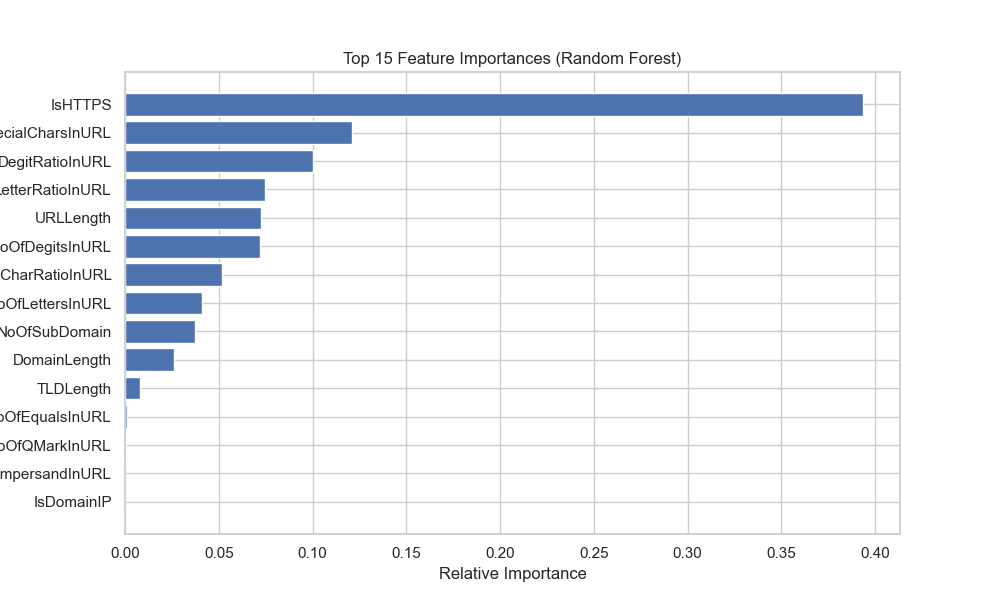 Top 15 Feature Importances (Random Forest)
IsHTTPS
ecialCharsInURL
DegitRatioInURL
LetterRatioInURL
URLLength
oOfDegitsInURL
CharRatioInURL
oOfLettersInURL
NoOfSubDomain
DomainLength
TLDLength
oOfEqualsInURL
oOfQMarkInURL
mpersandInURL
IsDomainIP
0.00 0.05 0.10 0.15 0.20 0.25 0.30 0.35 0.40
Relative Importance